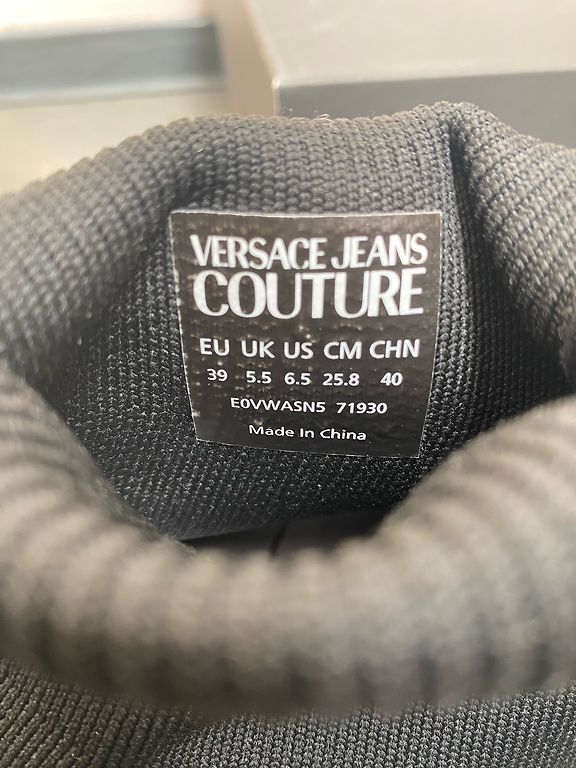 VERSACE JEANS
COUTURE
EU UK US CM CHN
39 5.5 6.5 25.8 40
E0VWASN5 71930
Made In China